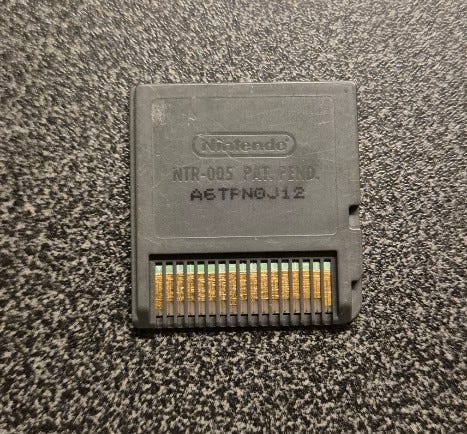 Nintendo
NTR-005 PAT. PEND.
A6TPN0J12